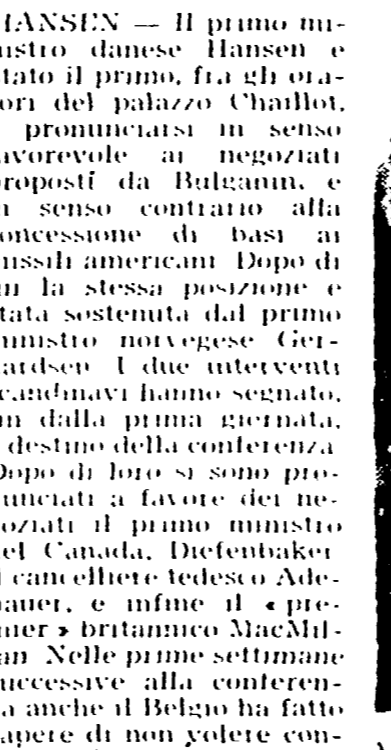 HANSEN — Il primo mi-
nistro danese Hansen è
stato il primo, fra gli ora-
tori del palazzo Chaillot,
a pronunciarsi in senso
favorevole ai negoziati
proposti da Bulganin, e
in senso contrario alla
concessione di basi ai
missili americani Dopo di
lui la stessa posizione è
stata sostenuta dal primo
ministro norvegese Ger-
hardsen I due interventi
scandinavi hanno segnato,
fin dalla prima giornata,
il destino della conferenza
Dopo di loro si sono pro-
nunciati a favore dei ne-
goziati il primo ministro
del Canada, Diefenbaker
il cancelliere tedesco Ade-
nauer, e infine il « pre-
mier » britannico MacMil-
lan Nelle prime settimane
successive alla conferen-
za anche il Belgio ha fatto
sapere di non volere con-